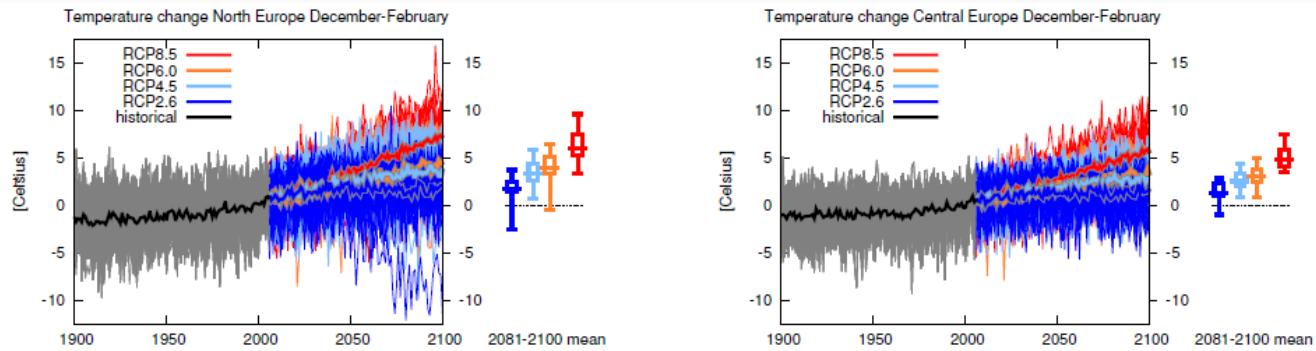 Temperature change North Europe December-February
RCP8.5
RCP6.0
RCP4.5
RCP2.6
historical
[Celsius]
15
10
5
0
-5
-10
15
10
5
0
-5
-10
1900 1950 2000 2050 2100 2081-2100 mean
Temperature change Central Europe December-February
RCP8.5
RCP6.0
RCP4.5
RCP2.6
historical
[Celsius]
15
10
5
0
-5
-10
15
10
5
0
-5
-10
1900 1950 2000 2050 2100 2081-2100 mean